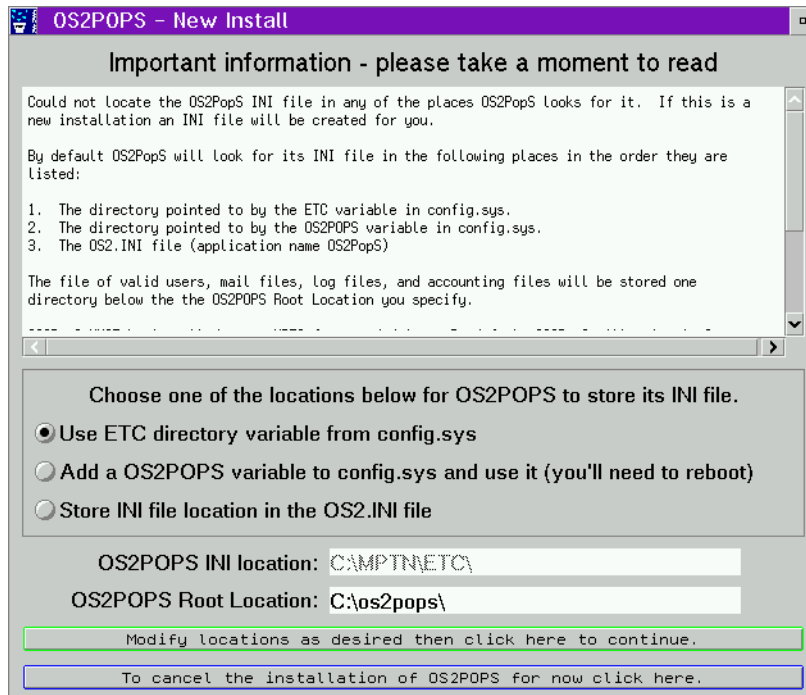 OS2POPS - New Install
Important information - please take a moment to read
Could not locate the OS2PopS INI file in any of the places OS2PopS looks for it.  If this is a
new installation an INI file will be created for you.
By default OS2PopS will look for its INI file in the following places in the order they are
listed:
1.  The directory pointed to by the ETC variable in config.sys.
2.  The directory pointed to by the OS2POPS variable in config.sys.
3.  The OS2.INI file (application name OS2PopS)
The file of valid users, mail files, log files, and accounting files will be stored one
directory below the the OS2POPS Root Location you specify.
Choose one of the locations below for OS2POPS to store its INI file.
Use ETC directory variable from config.sys
Add a OS2POPS variable to config.sys and use it (you'll need to reboot)
Store INI file location in the OS2.INI file
OS2POPS INI location: C:\MPTN\ETC\
OS2POPS Root Location: C:\os2pops\
Modify locations as desired then click here to continue.
To cancel the installation of OS2POPS for now click here.